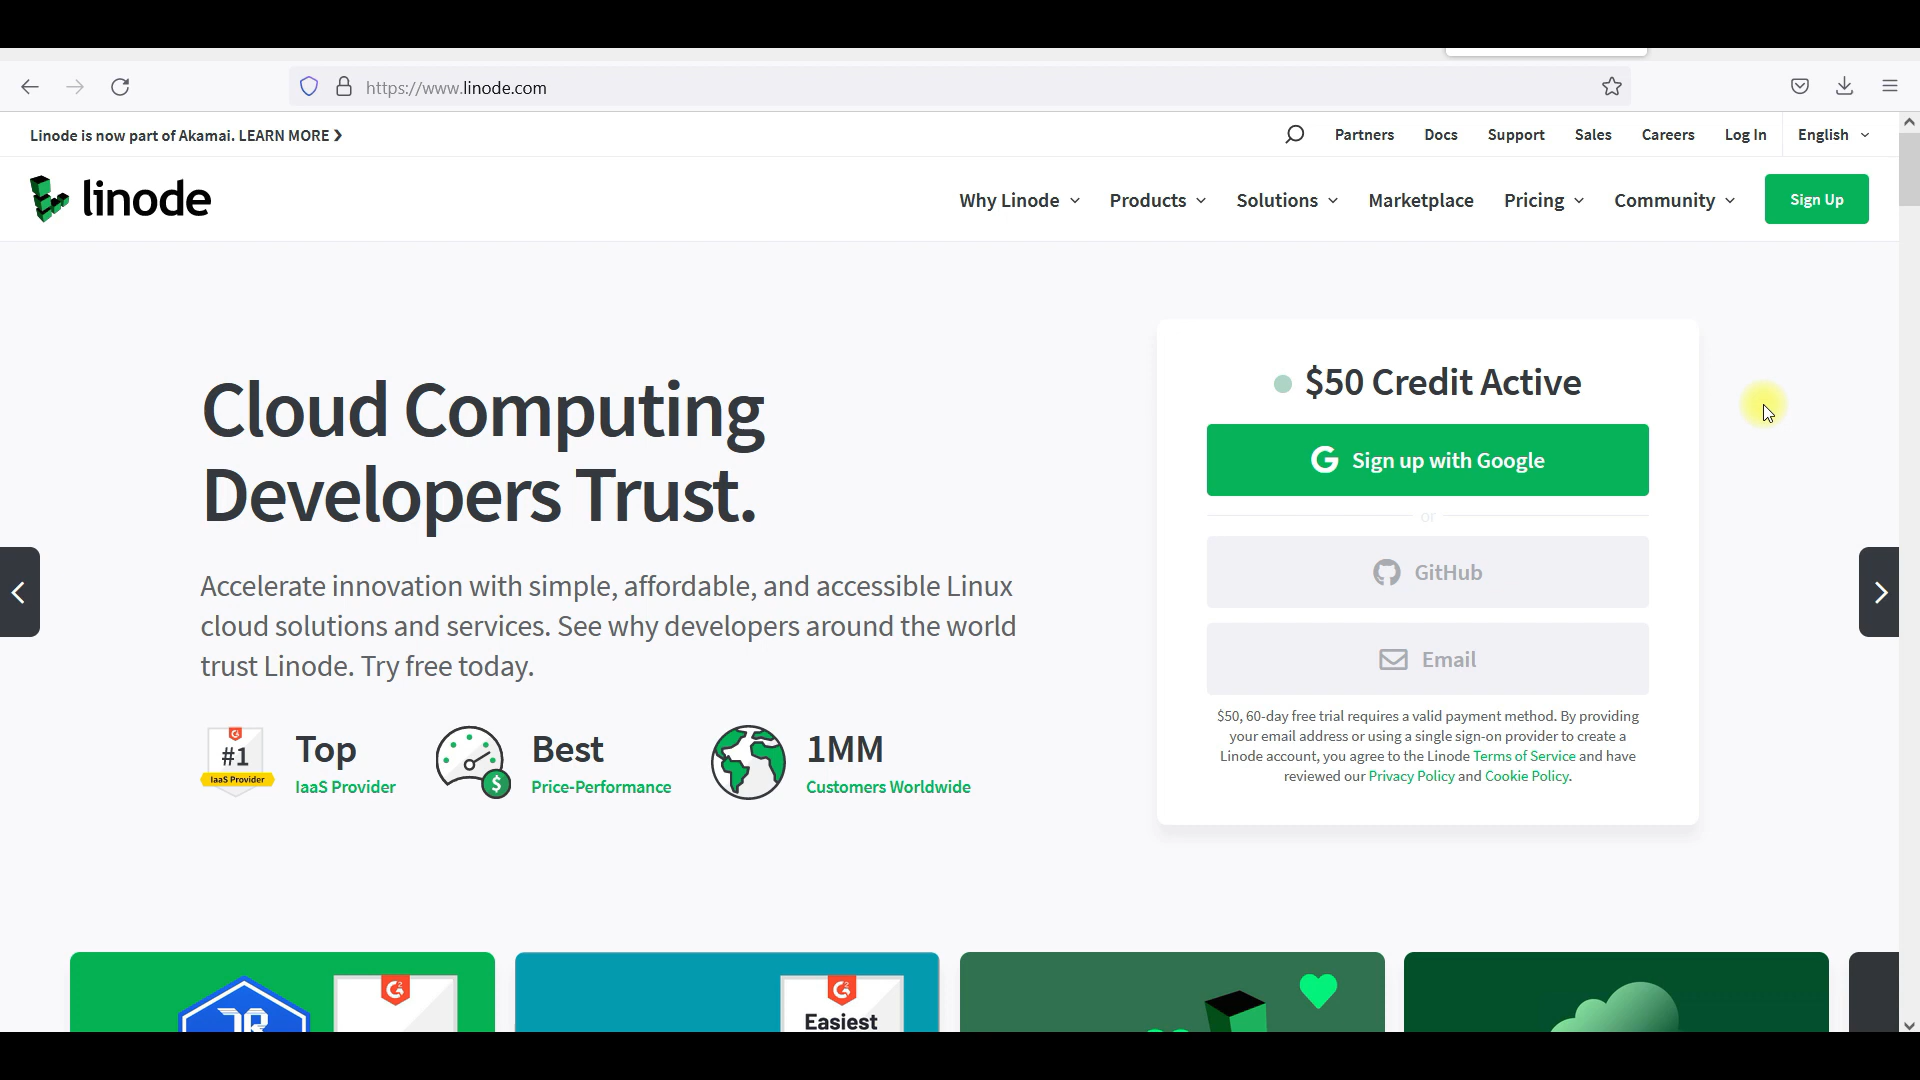 https://www.linode.com
Linode is now part of Akamai. LEARN MORE ❯
Partners Docs Support Sales Careers Log In English
linode
Why Linode Products Solutions Marketplace Pricing Community Sign Up
Cloud Computing
Developers Trust.
Accelerate innovation with simple, affordable, and accessible Linux
cloud solutions and services. See why developers around the world
trust Linode. Try free today.
#1
IaaS Provider
Top
IaaS Provider
$
Best
Price-Performance
1MM
Customers Worldwide
$50 Credit Active
G Sign up with Google
or
GitHub
Email
$50, 60-day free trial requires a valid payment method. By providing
your email address or using a single sign-on provider to create a
Linode account, you agree to the Linode Terms of Service and have
reviewed our Privacy Policy and Cookie Policy.
Easiest